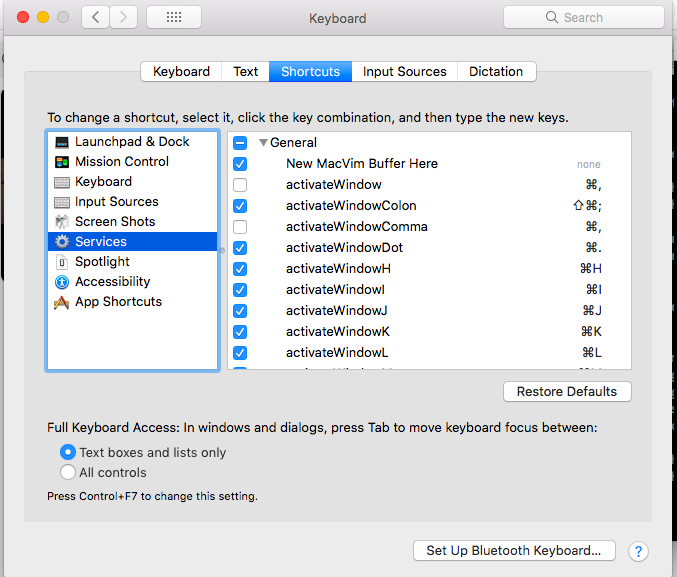 Keyboard
Search
Keyboard Text Shortcuts Input Sources Dictation
To change a shortcut, select it, click the key combination, and then type the new keys.
Launchpad & Dock
Mission Control
Keyboard
Input Sources
Screen Shots
Services
Spotlight
Accessibility
App Shortcuts
General
New MacVim Buffer Here none
activateWindow ⌘,
activateWindowColon ⇧⌘;
activateWindowComma ⌘,
activateWindowDot ⌘.
activateWindowH ⌘H
activateWindowI ⌘I
activateWindowJ ⌘J
activateWindowK ⌘K
activateWindowL ⌘L
Restore Defaults
Full Keyboard Access: In windows and dialogs, press Tab to move keyboard focus between:
Text boxes and lists only
All controls
Press Control+F7 to change this setting.
Set Up Bluetooth Keyboard... ?